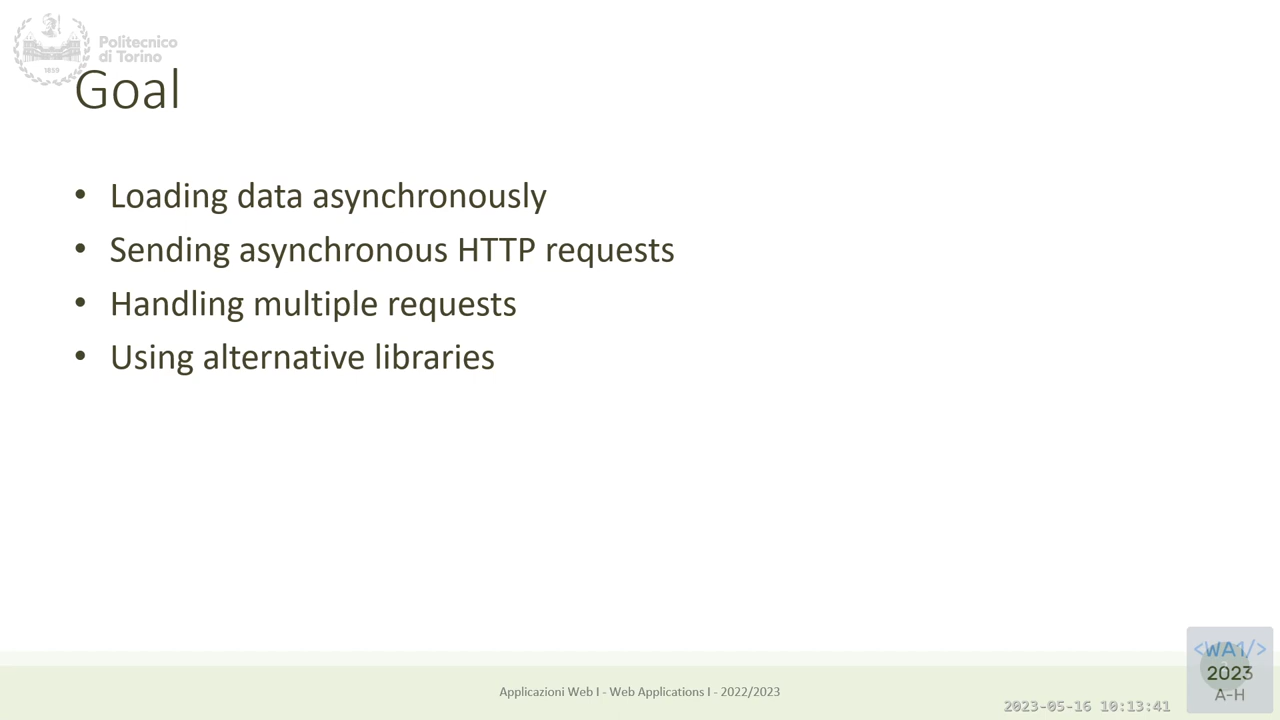 Politecnico
di Torino
1859
Goal
• Loading data asynchronously
• Sending asynchronous HTTP requests
• Handling multiple requests
• Using alternative libraries
Applicazioni Web I - Web Applications I - 2022/2023
2023-05-16 10:13:41
<WA1/>
2023
A-H